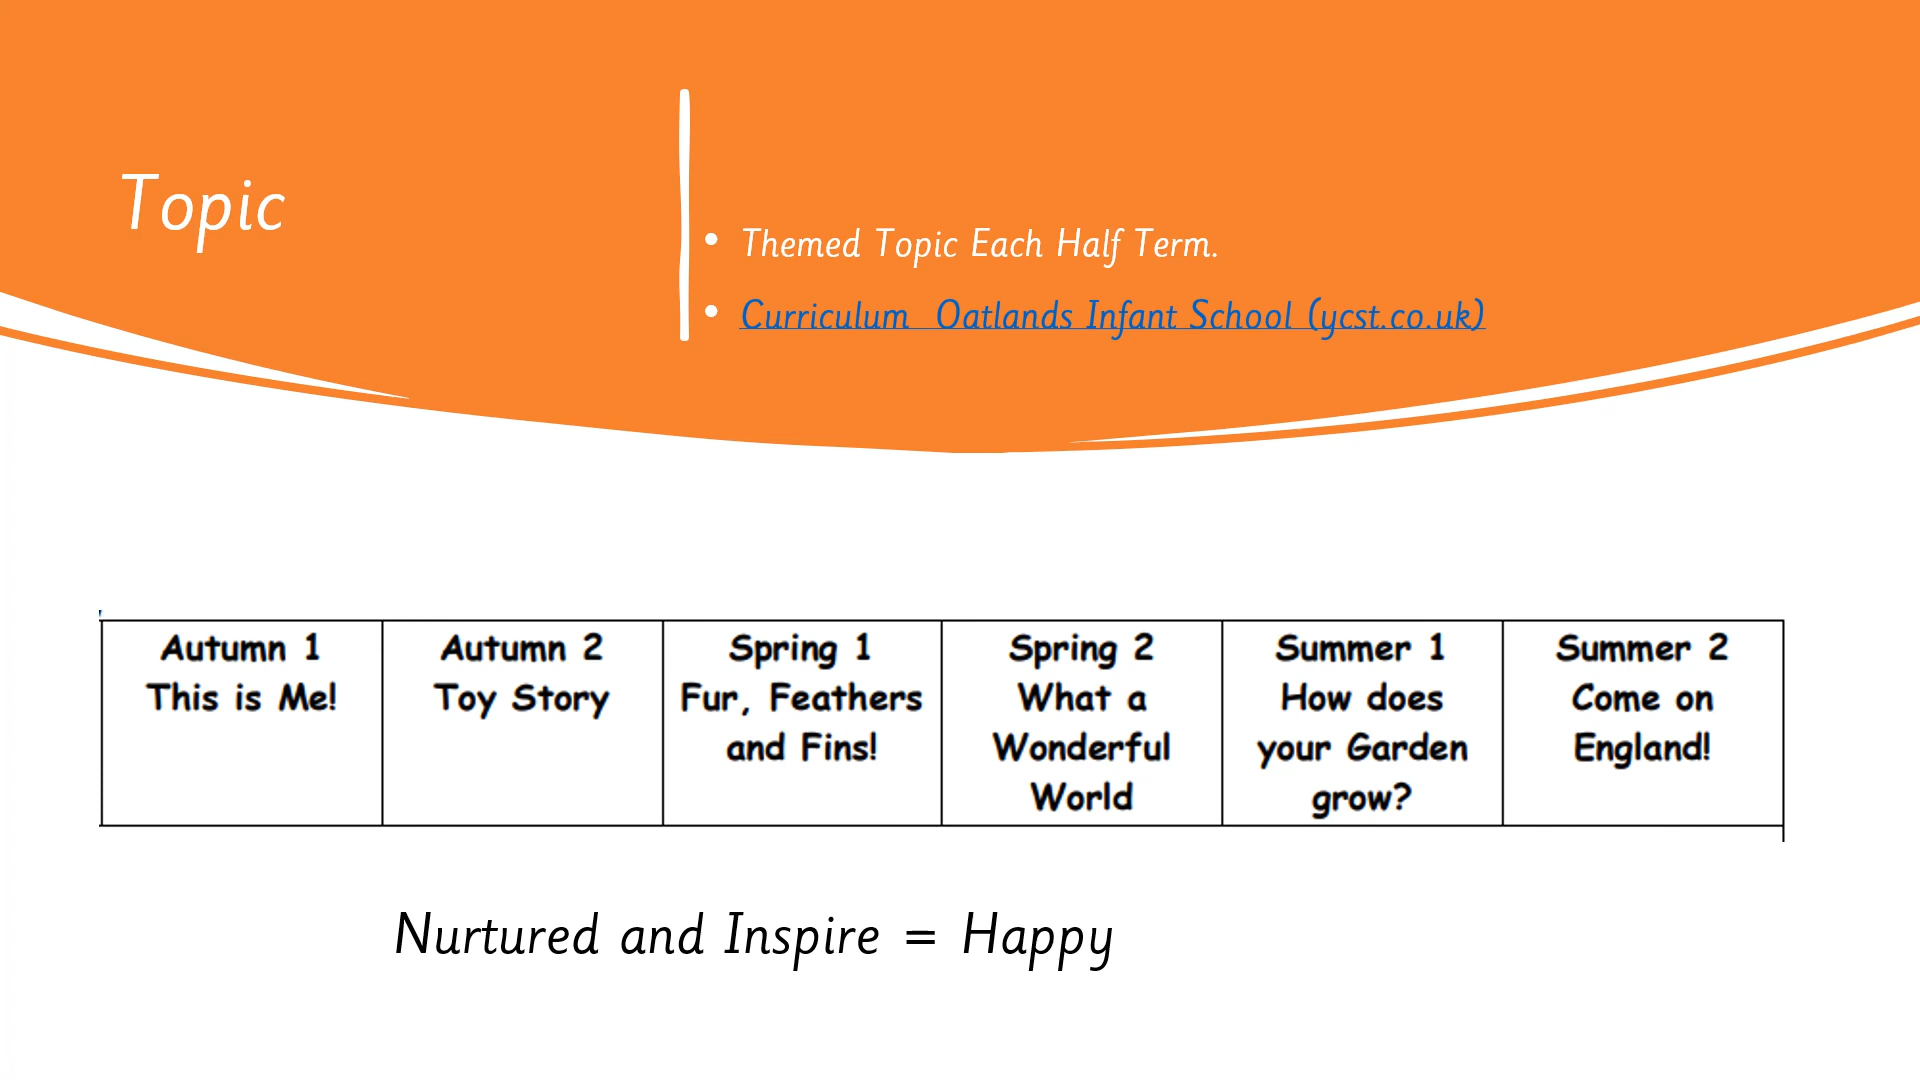 Topic
• Themed Topic Each Half Term.
• Curriculum  Oatlands Infant School (ycst.co.uk)
Autumn 1
This is Me!
Autumn 2
Toy Story
Spring 1
Fur, Feathers
and Fins!
Spring 2
What a
Wonderful
World
Summer 1
How does
your Garden
grow?
Summer 2
Come on
England!
Nurtured and Inspire = Happy